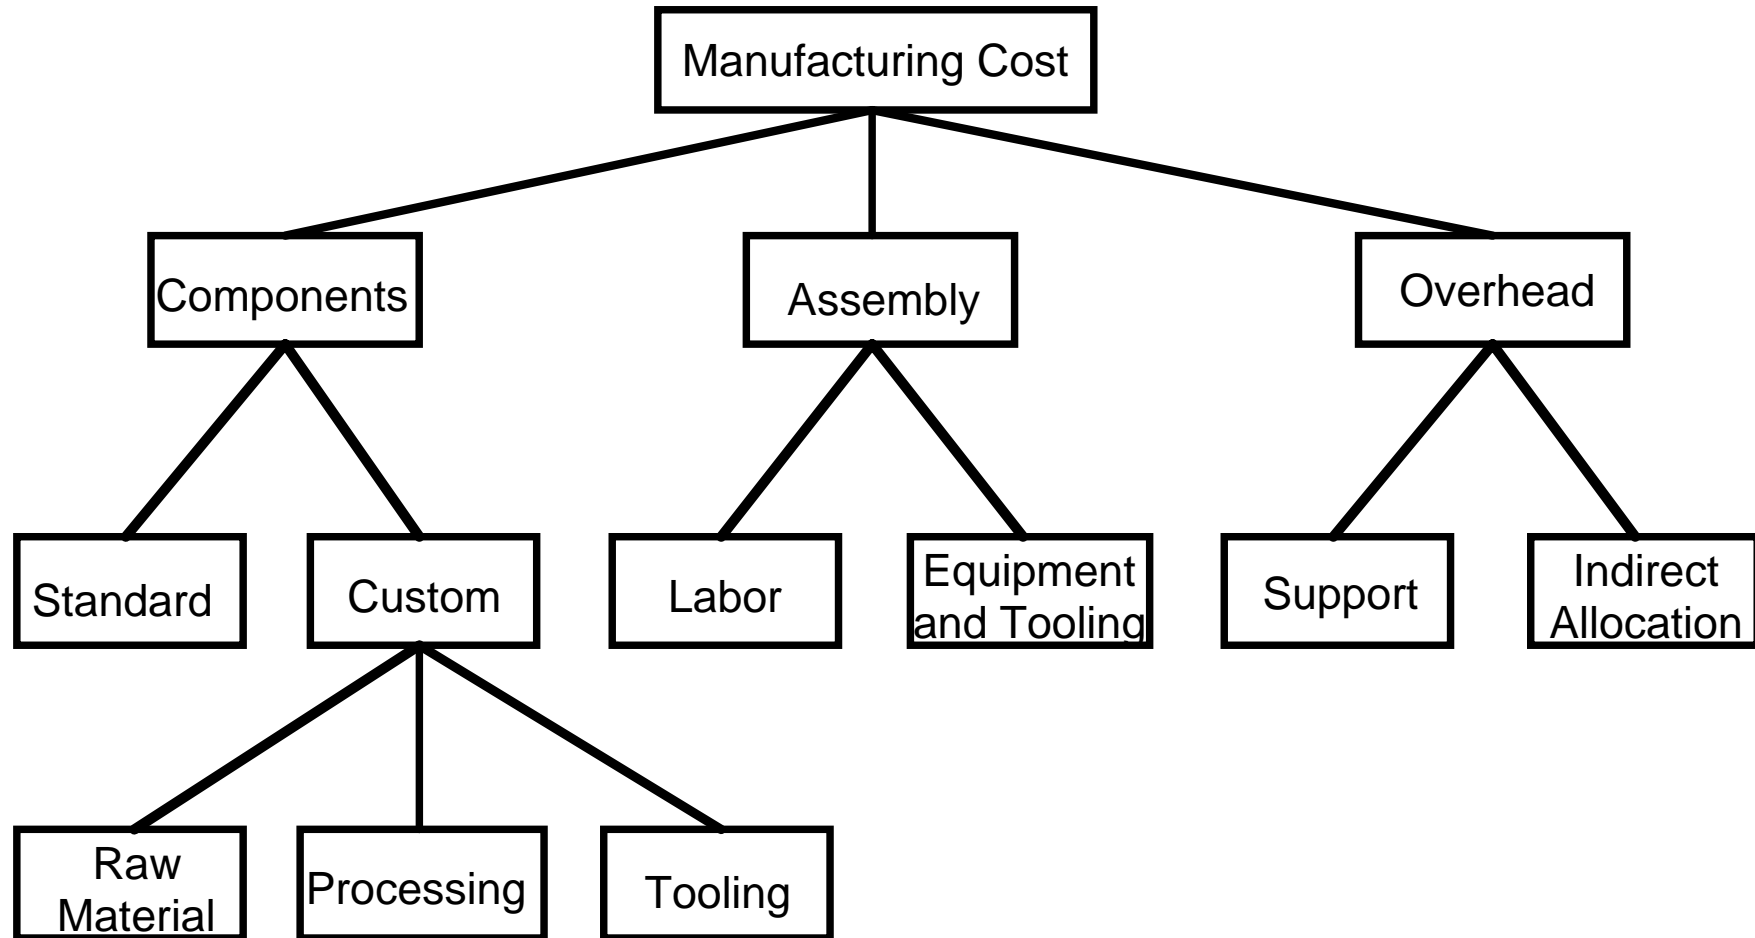 Manufacturing Cost
Components
Assembly
Overhead
Standard
Custom
Labor
Equipment
and Tooling
Support
Indirect
Allocation
Raw
Material
Processing
Tooling